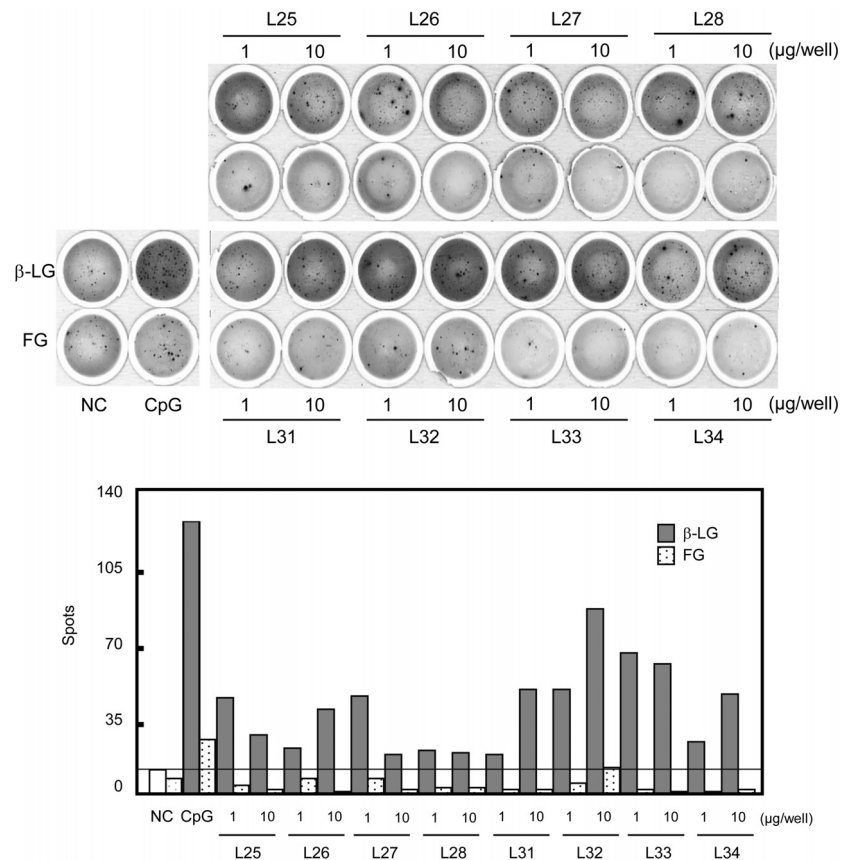 L25 L26 L27 L28
1 10 1 10 1 10 1 10 (µg/well)
β-LG
FG
NC CpG 1 10 1 10 1 10 1 10 (µg/well)
L31 L32 L33 L34
140
105
70
35
0
Spots
β-LG
FG
NC CpG 1 10 1 10 1 10 1 10 1 10 1 10 1 10 1 10 (µg/well)
L25 L26 L27 L28 L31 L32 L33 L34